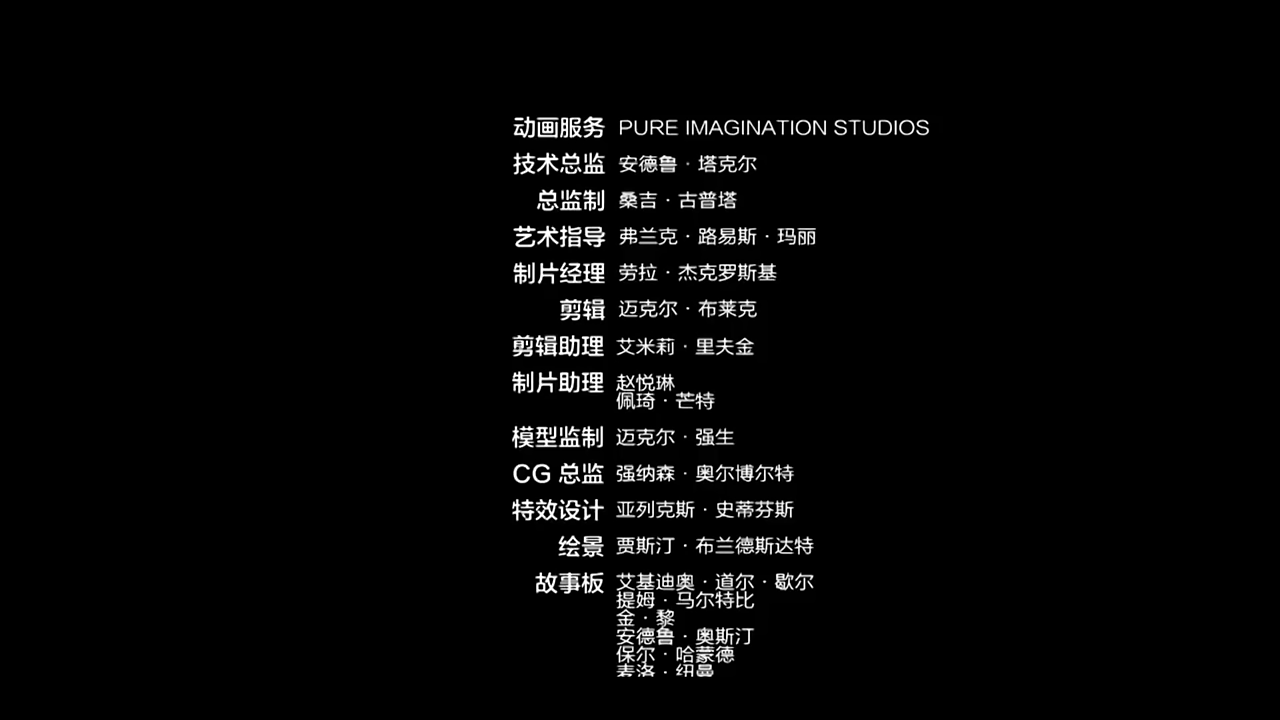 动画服务 PURE IMAGINATION STUDIOS
技术总监 安德鲁·塔克尔
总监制 桑吉·古普塔
艺术指导 弗兰克·路易斯·玛丽
制片经理 劳拉·杰克罗斯基
剪辑 迈克尔·布莱克
剪辑助理 艾米莉·里夫金
制片助理 赵悦琳
佩琦·芒特
模型监制 迈克尔·强生
CG 总监 强纳森·奥尔博尔特
特效设计 亚列克斯·史蒂芬斯
绘景 贾斯汀·布兰德斯达特
故事板 艾基迪奥·道尔·歇尔
提姆·马尔特比
金·黎
安德鲁·奥斯汀
保尔·哈蒙德
麦洛·纽曼